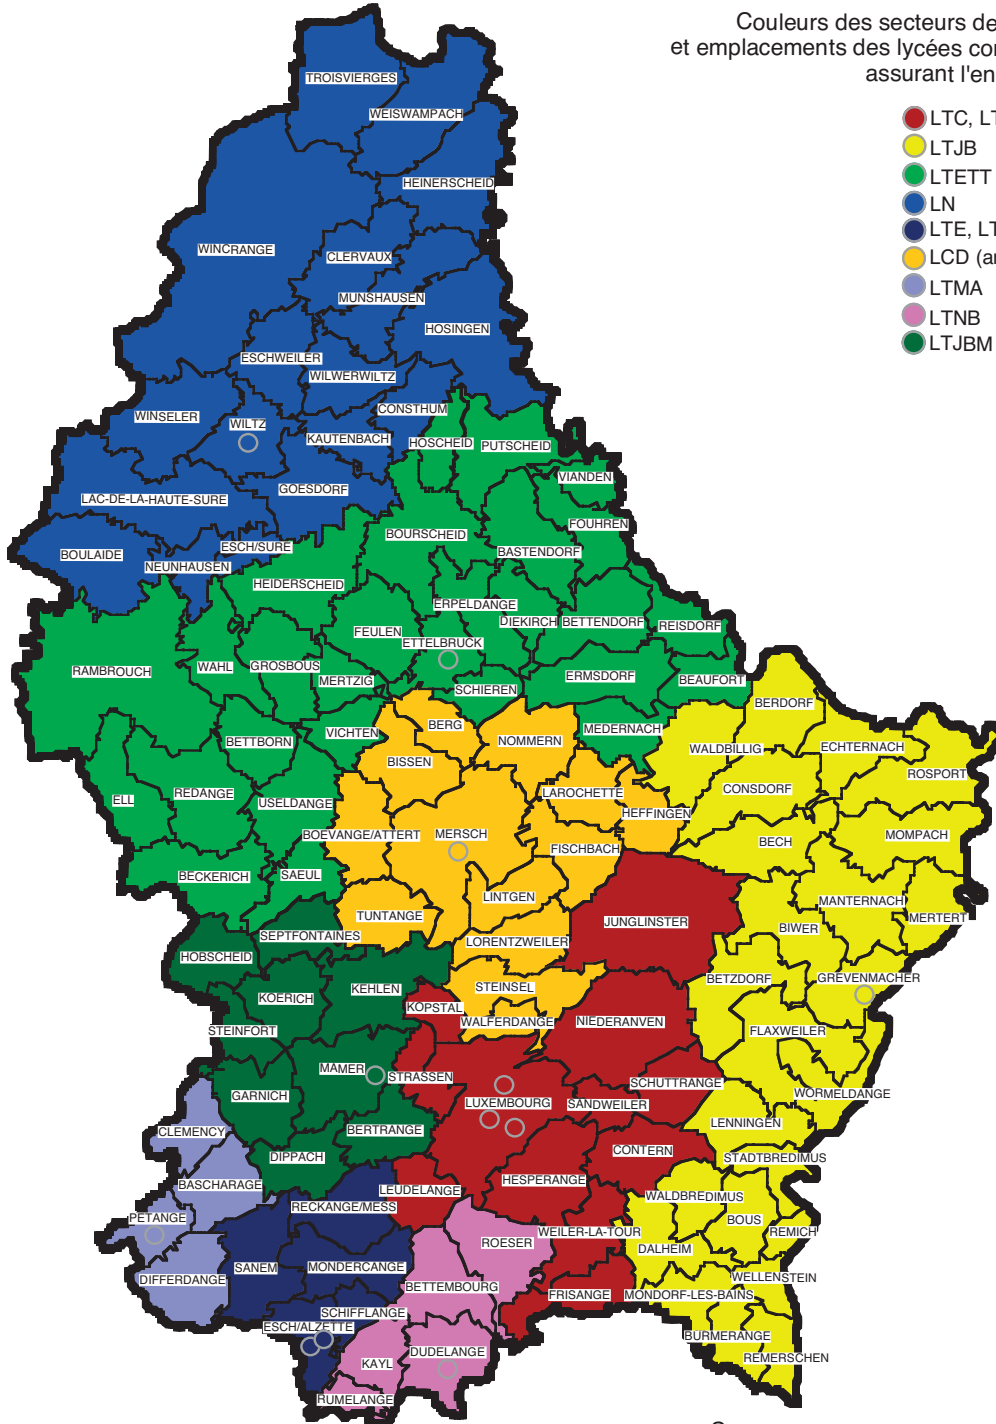 Couleurs des secteurs de
et emplacements des lycées
assurant
LTC,
LTJB
LTETT
LN
LTE,
LCD
LTMA
LTNB
LTJBM
TROISVIERGES
WEISWAMPACH
HEINERSCHEID
WINCRANGE
CLERVAUX
MUNSHAUSEN
HOSINGEN
ESCHWEILER
WILWERWILTZ
CONSTHUM
WINSELER
WILTZ
KAUTENBACH
HOSCHEID
PUTSCHEID
VIANDEN
GOESDORF
LAC-DE-LA-HAUTE-SURE
FOUHREN
BOURSCHEID
BASTENDORF
ESCH/SURE
BOULAIDE
NEUNHAUSEN
HEIDERSCHEID
ERPELDANGE
DIEKIRCH
BETTENDORF
REISDORF
FEULEN
ETTELBRUCK
RAMBROUCH
WAHL
GROSBOUS
MERTZIG
SCHIEREN
ERMSDORF
BEAUFORT
BERDORF
BERG
VICHTEN
MEDERNACH
BETTBORN
NOMMERN
WALDBILLIG
ECHTERNACH
BISSEN
ROSPORT
CONSDORF
ELL
REDANGE
USELDANGE
LAROCHETTE
HEFFINGEN
BOEVANGE/ATTERT
MERSCH
FISCHBACH
BECH
MOMPACH
BECKERICH
SAEUL
LINTGEN
MANTERNACH
TUNTANGE
JUNGLINSTER
BIWER
MERTERT
SEPTFONTAINES
LORENTZWEILER
HOBSCHEID
BETZDORF
GREVENMACHER
KEHLEN
STEINSEL
KOERICH
KOPSTAL
WALFERDANGE
NIEDERANVEN
STEINFORT
FLAXWEILER
MAMER
STRASSEN
SCHUTTRANGE
GARNICH
LUXEMBOURG
SANDWEILER
WORMELDANGE
LENNINGEN
CLEMENCY
BERTRANGE
CONTERN
DIPPACH
STADTBREDIMUS
BASCHARAGE
LEUDELANGE
HESPERANGE
WALDBREDIMUS
RECKANGE/MESS
PETANGE
BOUS
WEILER-LA-TOUR
REMICH
ROESER
DALHEIM
SANEM
MONDERCANGE
DIFFERDANGE
WELLENSTEIN
BETTEMBOURG
FRISANGE
MONDORF-LES-BAINS
SCHIFFLANGE
ESCH/ALZETTE
BURMERANGE
DUDELANGE
REMERSCHEN
KAYL
RUMELANGE